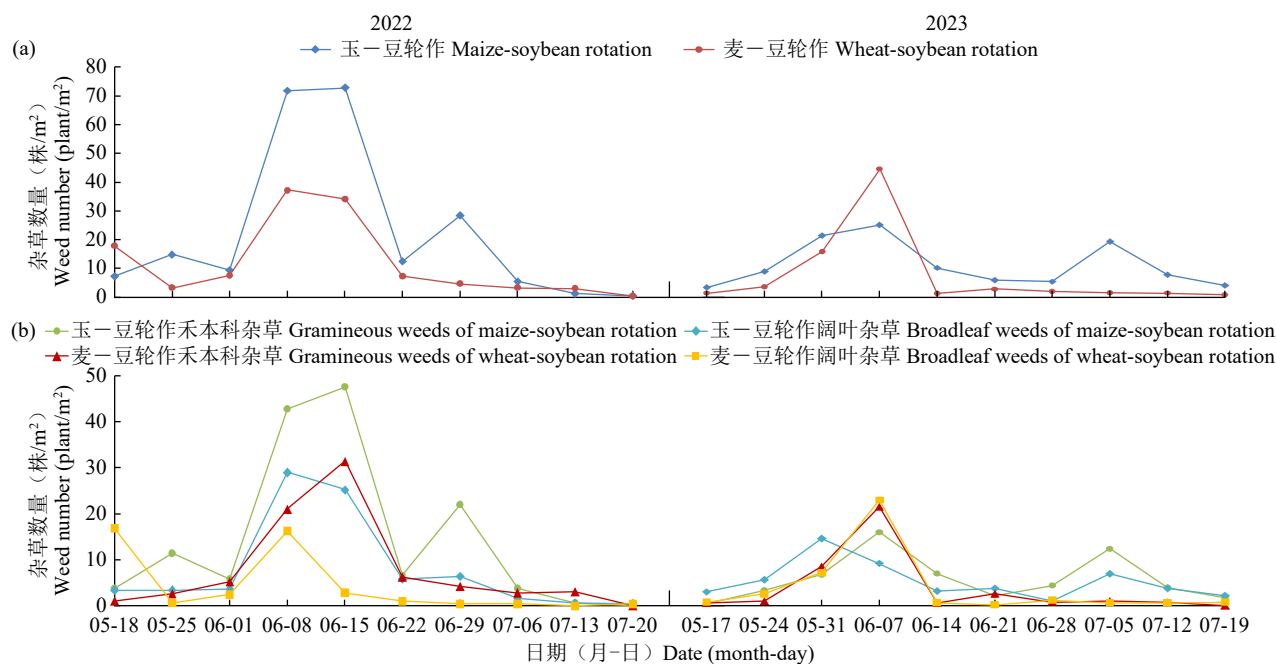 2022 2023
(a) 玉－豆轮作 Maize-soybean rotation 麦－豆轮作 Wheat-soybean rotation
80
70
60
50
40
30
20
10
0
杂草数量（株/m²）
Weed number (plant/m²)
(b) 玉－豆轮作禾本科杂草 Gramineous weeds of maize-soybean rotation 玉－豆轮作阔叶杂草 Broadleaf weeds of maize-soybean rotation
麦－豆轮作禾本科杂草 Gramineous weeds of wheat-soybean rotation 麦－豆轮作阔叶杂草 Broadleaf weeds of wheat-soybean rotation
50
40
30
20
10
0
杂草数量（株/m²）
Weed number (plant/m²)
05-18 05-25 06-01 06-08 06-15 06-22 06-29 07-06 07-13 07-20 05-17 05-24 05-31 06-07 06-14 06-21 06-28 07-05 07-12 07-19
日期（月-日）Date (month-day)